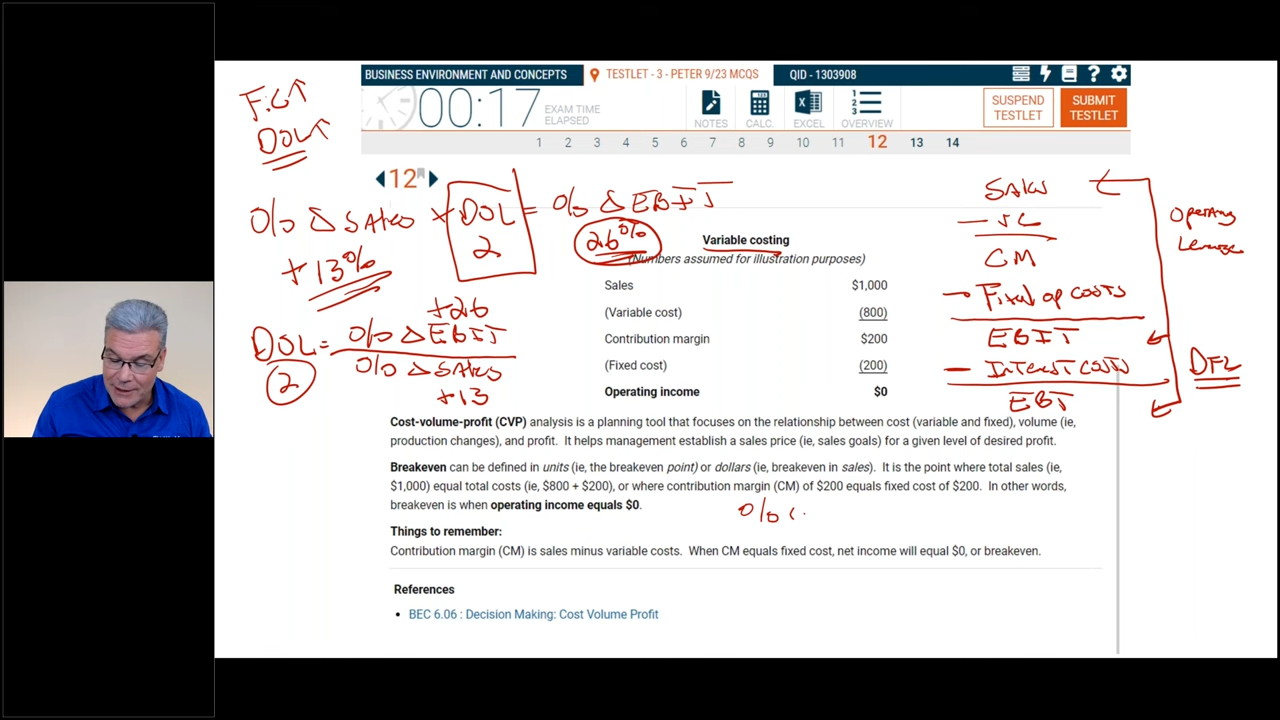 BUSINESS ENVIRONMENT AND CONCEPTS
TESTLET - 3 - PETER 9/23 MCQS
QID - 1303908
00:17
EXAM TIME
ELAPSED
NOTES
CALC.
EXCEL
OVERVIEW
SUSPEND
TESTLET
SUBMIT
TESTLET
1 2 3 4 5 6 7 8 9 10 11 12 13 14
12
F.C↑
DOL↑
% Δ SALES × DOL = % Δ EBIT
+13% 2 26%
DOL = % Δ EBIT +26
2 % Δ SALES +13
Variable costing
(Numbers assumed for illustration purposes)
Sales $1,000
(Variable cost) (800)
Contribution margin $200
(Fixed cost) (200)
Operating income $0
SALES
- VC
CM
- Fixed op costs
EBIT
- Interest costs
EBT
Operating
Leverage
DFL
Cost-volume-profit (CVP) analysis is a planning tool that focuses on the relationship between cost (variable and fixed), volume (ie,
production changes), and profit. It helps management establish a sales price (ie, sales goals) for a given level of desired profit.
Breakeven can be defined in units (ie, the breakeven point) or dollars (ie, breakeven in sales). It is the point where total sales (ie,
$1,000) equal total costs (ie, $800 + $200), or where contribution margin (CM) of $200 equals fixed cost of $200. In other words,
breakeven is when operating income equals $0.
%
Things to remember:
Contribution margin (CM) is sales minus variable costs. When CM equals fixed cost, net income will equal $0, or breakeven.
References
• BEC 6.06 : Decision Making: Cost Volume Profit